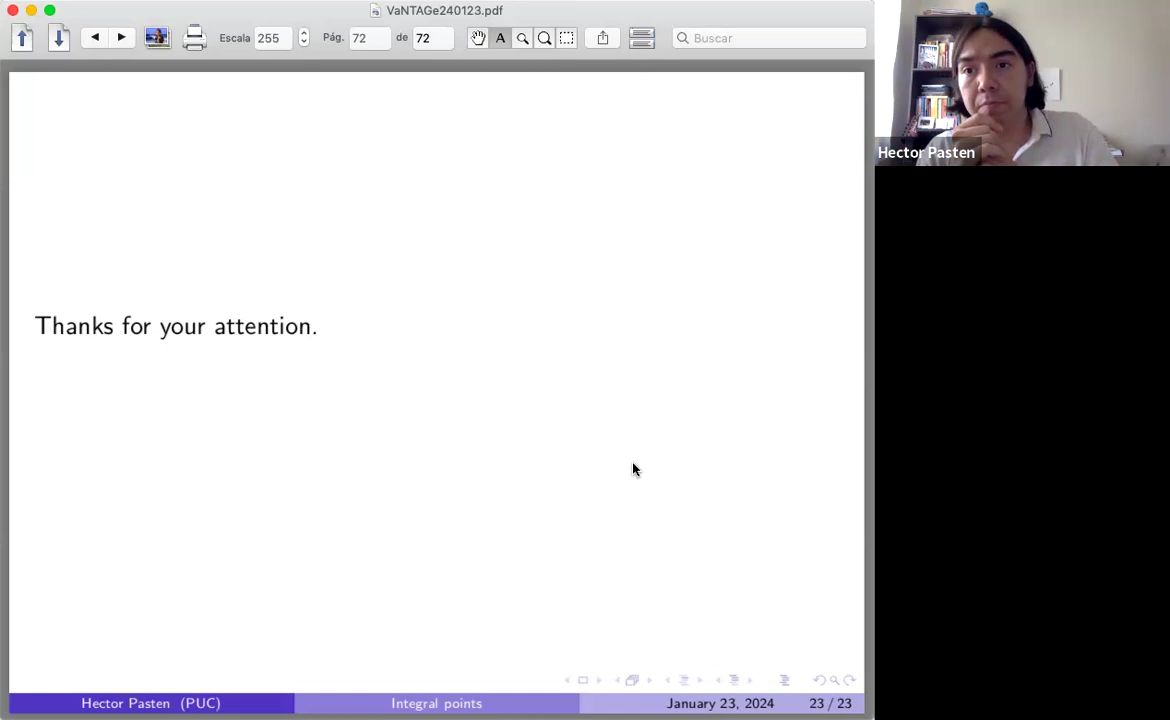 VaNTAGe240123.pdf
Escala 255 Pág. 72 de 72 A Buscar
Hector Pasten
Thanks for your attention.
Hector Pasten (PUC) Integral points January 23, 2024 23 / 23